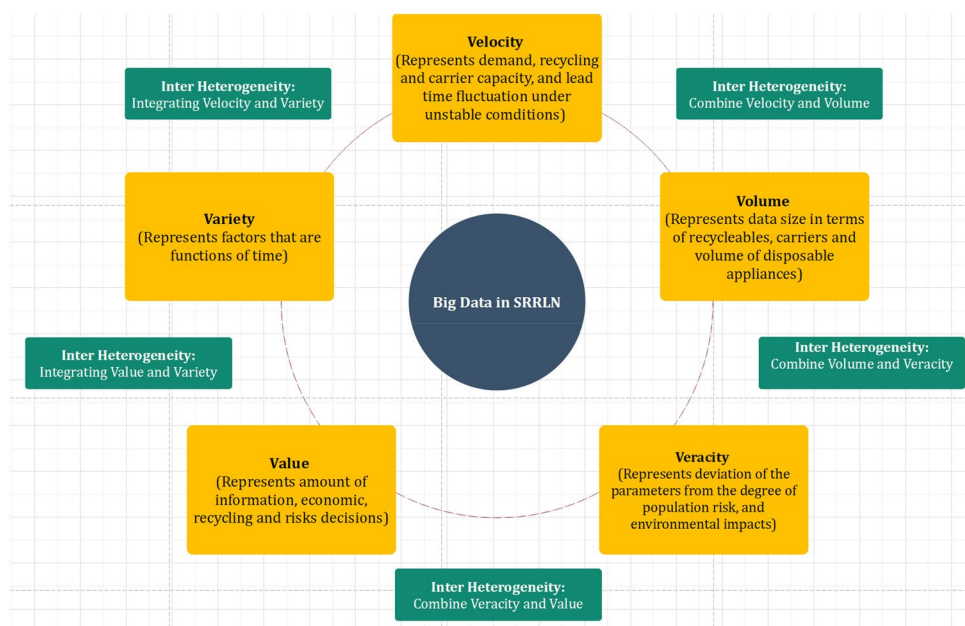 Velocity
(Represents demand, recycling
and carrier capacity, and lead
time fluctuation under
unstable comditions)
Inter Heterogeneity:
Integrating Velocity and Variety
Inter Heterogeneity:
Combine Velocity and Volume
Variety
(Represents factors that are
functions of time)
Volume
(Represents data size in terms
of recycleables, carriers and
volume of disposable
appliances)
Big Data in SRRLN
Inter Heterogeneity:
Integrating Value and Variety
Inter Heterogeneity:
Combine Volume and Veracity
Value
(Represents amount of
information, economic,
recycling and risks decisions)
Veracity
(Represents deviation of the
parameters from the degree of
population risk, and
environmental impacts)
Inter Heterogeneity:
Combine Veracity and Value